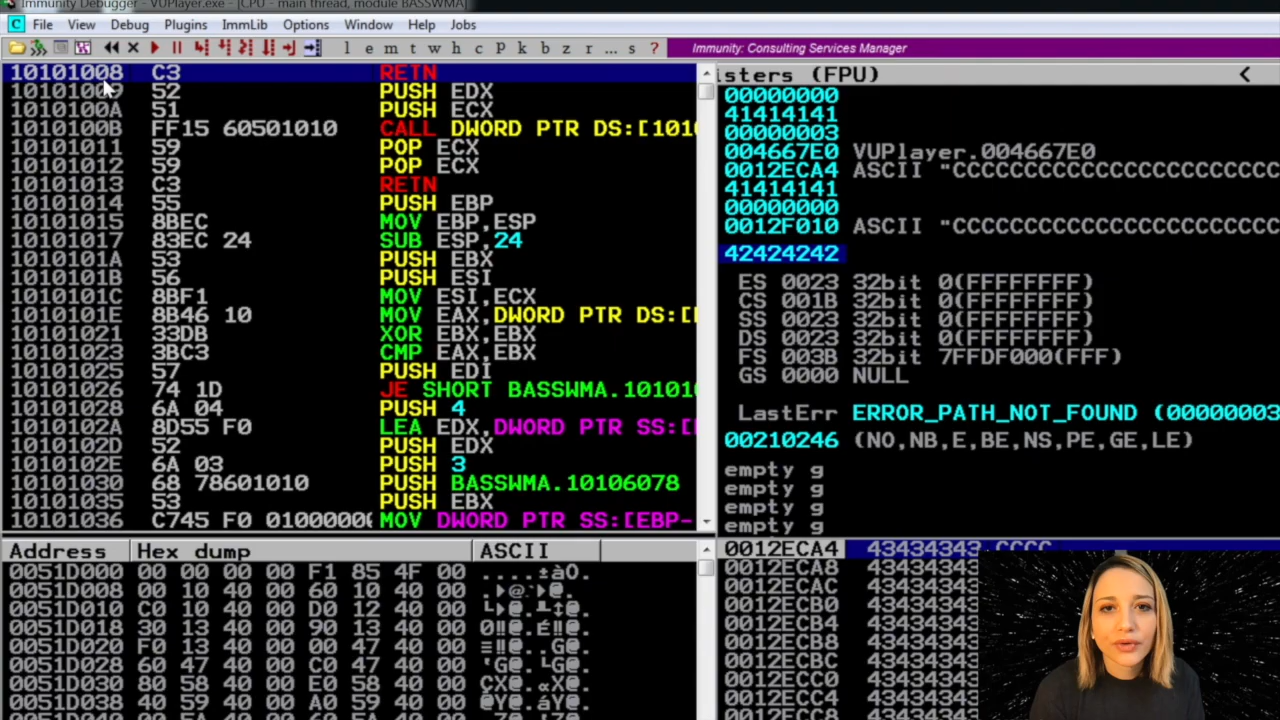 Immunity Debugger - VUPlayer.exe - [CPU - main thread, module BASSWMA]
C File View Debug Plugins ImmLib Options Window Help Jobs
l e m t w h c p k b z r ... s ? Immunity: Consulting Services Manager
10101008 C3 RETN
10101009 52 PUSH EDX
1010100A 51 PUSH ECX
1010100B FF15 60501010 CALL DWORD PTR DS:[1010
10101011 59 POP ECX
10101012 59 POP ECX
10101013 C3 RETN
10101014 55 PUSH EBP
10101015 8BEC MOV EBP,ESP
10101017 83EC 24 SUB ESP,24
1010101A 53 PUSH EBX
1010101B 56 PUSH ESI
1010101C 8BF1 MOV ESI,ECX
1010101E 8B46 10 MOV EAX,DWORD PTR DS:[
10101021 33DB XOR EBX,EBX
10101023 3BC3 CMP EAX,EBX
10101025 57 PUSH EDI
10101026 74 1D JE SHORT BASSWMA.10101
10101028 6A 04 PUSH 4
1010102A 8D55 F0 LEA EDX,DWORD PTR SS:[
1010102D 52 PUSH EDX
1010102E 6A 03 PUSH 3
10101030 68 78601010 PUSH BASSWMA.10106078
10101035 53 PUSH EBX
10101036 C745 F0 0100000 MOV DWORD PTR SS:[EBP-
isters (FPU) <
00000000
41414141
00000003
004667E0 VUPlayer.004667E0
0012ECA4 ASCII "CCCCCCCCCCCCCCCCCCCCCCC
41414141
00000000
0012F010 ASCII "CCCCCCCCCCCCCCCCCCCCCCC
42424242
ES 0023 32bit 0(FFFFFFFF)
CS 001B 32bit 0(FFFFFFFF)
SS 0023 32bit 0(FFFFFFFF)
DS 0023 32bit 0(FFFFFFFF)
FS 003B 32bit 7FFDF000(FFF)
GS 0000 NULL
LastErr ERROR_PATH_NOT_FOUND (00000003
00210246 (NO,NB,E,BE,NS,PE,GE,LE)
empty g
empty g
empty g
empty g
Address Hex dump ASCII
0051D000 00 00 00 00 F1 85 4F 00 ....±àO.
0051D008 00 10 40 00 60 10 40 00
0051D010 C0 10 40 00 D0 12 40 00
0051D018 30 13 40 00 90 13 40 00
0051D020 F0 13 40 00 00 47 40 00
0051D028 60 47 40 00 C0 47 40 00
0051D030 80 58 40 00 E0 58 40 00
0051D038 40 59 40 00 A0 59 40 00
0012ECA4 43434343 CCCC
0012ECA8 43434343
0012ECAC 43434343
0012ECB0 43434343
0012ECB4 43434343
0012ECB8 43434343
0012ECBC 43434343
0012ECC0 43434343
0012ECC4 43434343
0012ECC8 43434343